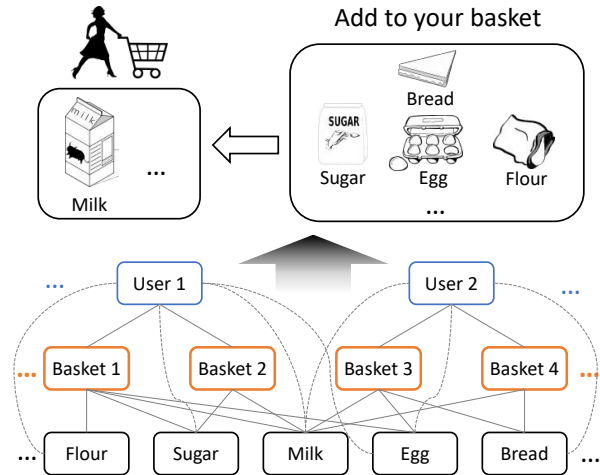 Add to your basket
milk
Milk
...
Bread
SUGAR
Sugar
Egg
Flour
...
...
User 1
User 2
...
...
Basket 1
Basket 2
Basket 3
Basket 4
...
...
Flour
Sugar
Milk
Egg
Bread
...